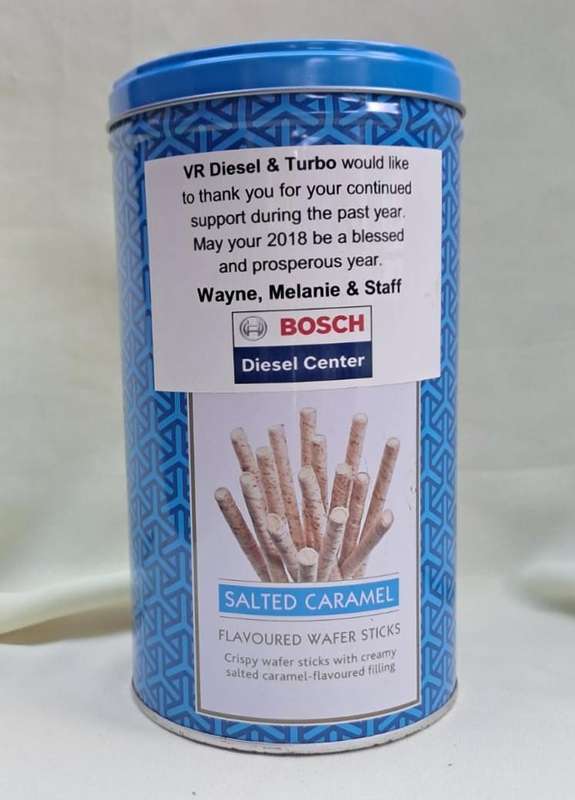 VR Diesel & Turbo would like
to thank you for your continued
support during the past year.
May your 2018 be a blessed
and prosperous year.
Wayne, Melanie & Staff
BOSCH
Diesel Center
SALTED CARAMEL
FLAVOURED WAFER STICKS
Crispy wafer sticks with creamy
salted caramel-flavoured filling